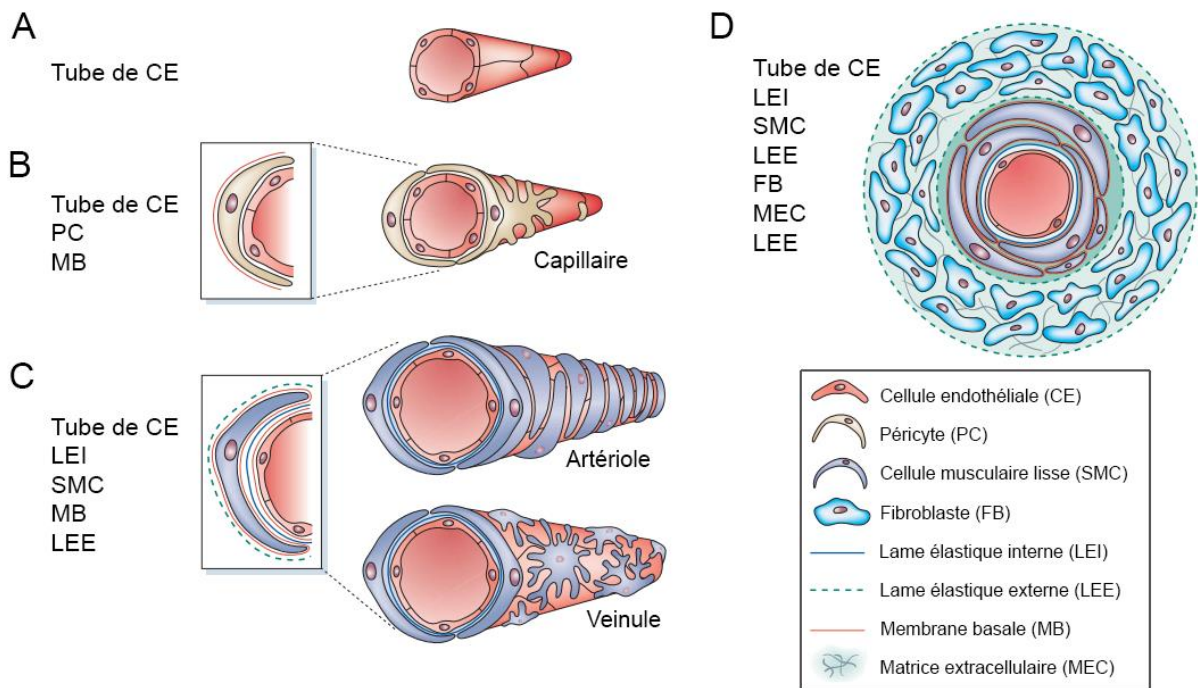 A
Tube de CE
B
Tube de CE
PC
MB
Capillaire
C
Tube de CE
LEI
SMC
MB
LEE
Artériole
Veinule
D
Tube de CE
LEI
SMC
LEE
FB
MEC
LEE
Cellule endothéliale (CE)
Péricyte (PC)
Cellule musculaire lisse (SMC)
Fibroblaste (FB)
Lame élastique interne (LEI)
Lame élastique externe (LEE)
Membrane basale (MB)
Matrice extracellulaire (MEC)